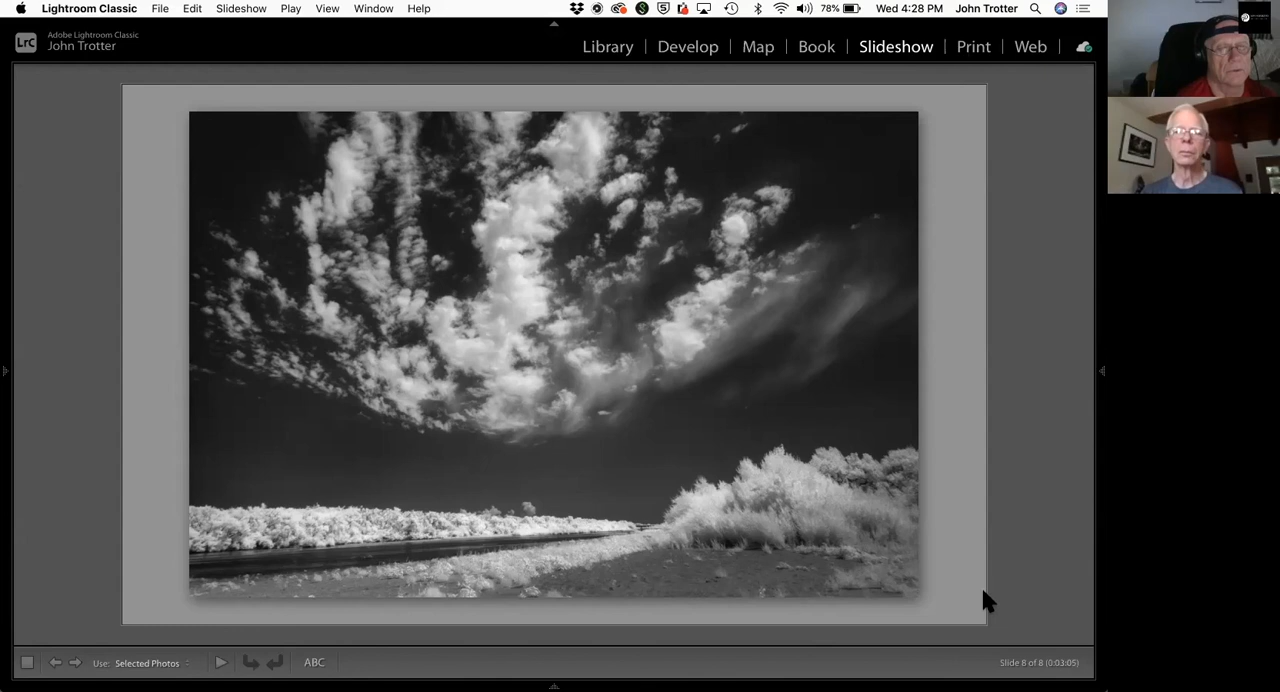 Lightroom Classic File Edit Slideshow Play View Window Help 78% Wed 4:28 PM John Trotter
LrC
Adobe Lightroom Classic
John Trotter
Library Develop Map Book Slideshow Print Web
Use: Selected Photos ABC Slide 8 of 8 (0:03:05)